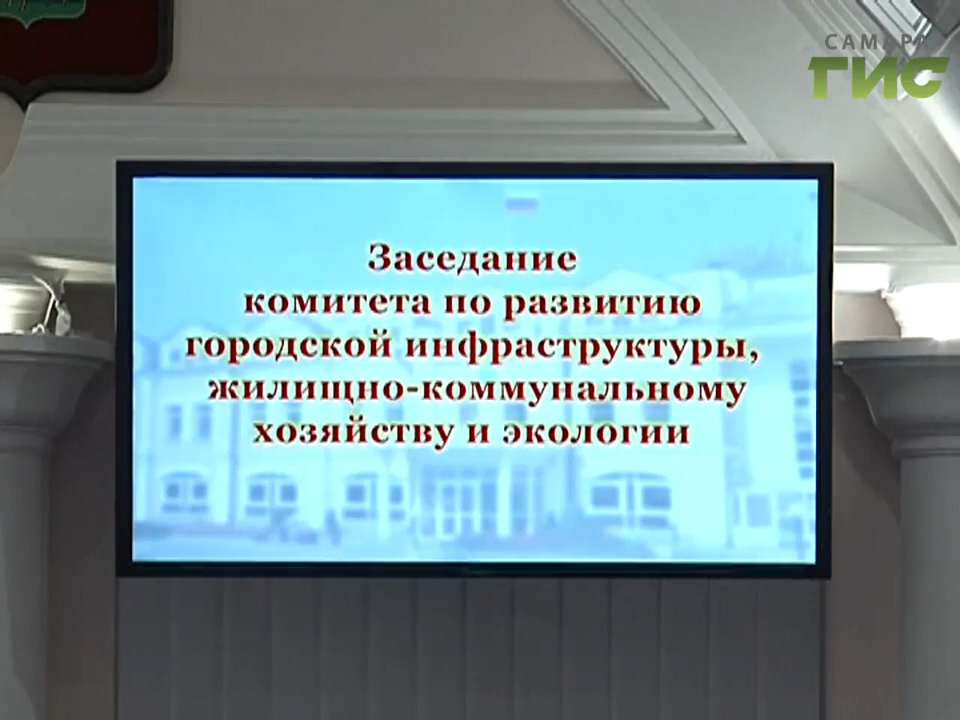 САМАРА
ГИС
Заседание
комитета по развитию
городской инфраструктуры,
жилищно-коммунальному
хозяйству и экологии